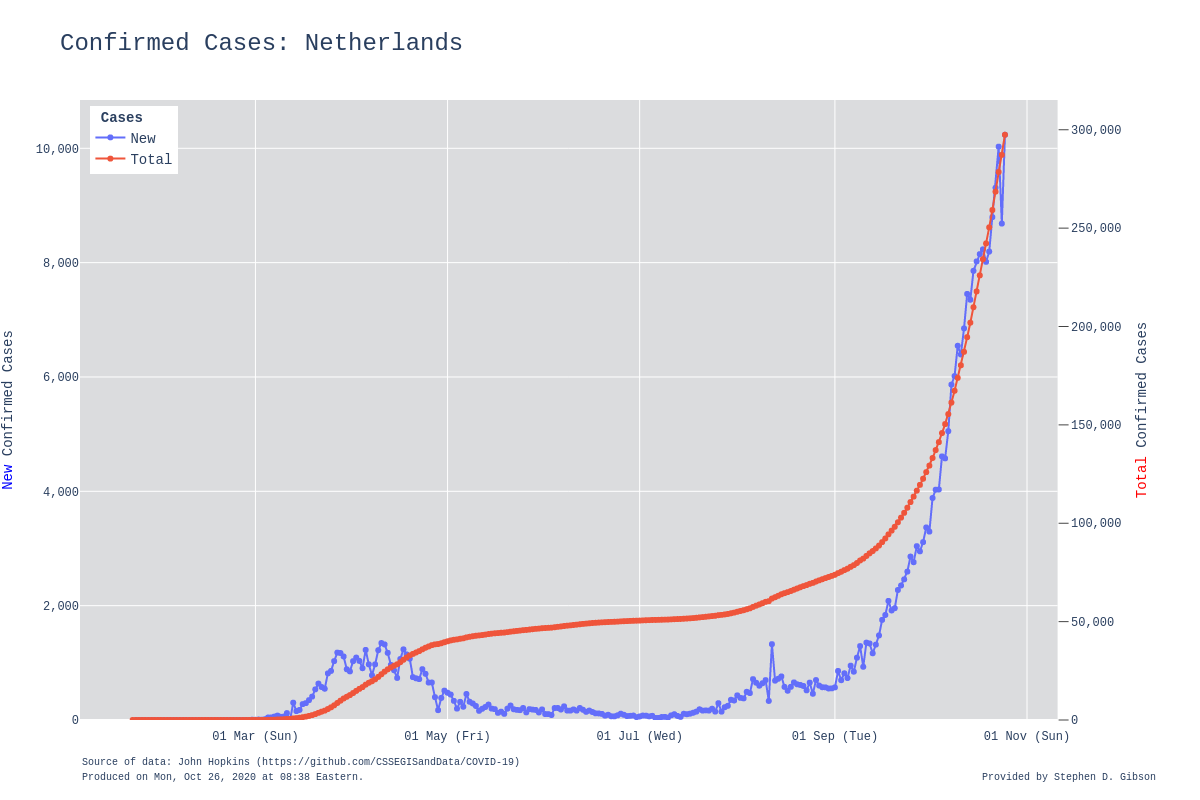 Confirmed Cases: Netherlands
Cases
New
Total
10,000
8,000
6,000
4,000
2,000
0
300,000
250,000
200,000
150,000
100,000
50,000
0
New Confirmed Cases
Total Confirmed Cases
01 Mar (Sun)
01 May (Fri)
01 Jul (Wed)
01 Sep (Tue)
01 Nov (Sun)
Source of data: John Hopkins (https://github.com/CSSEGISandData/COVID-19)
Produced on Mon, Oct 26, 2020 at 08:38 Eastern.
Provided by Stephen D. Gibson